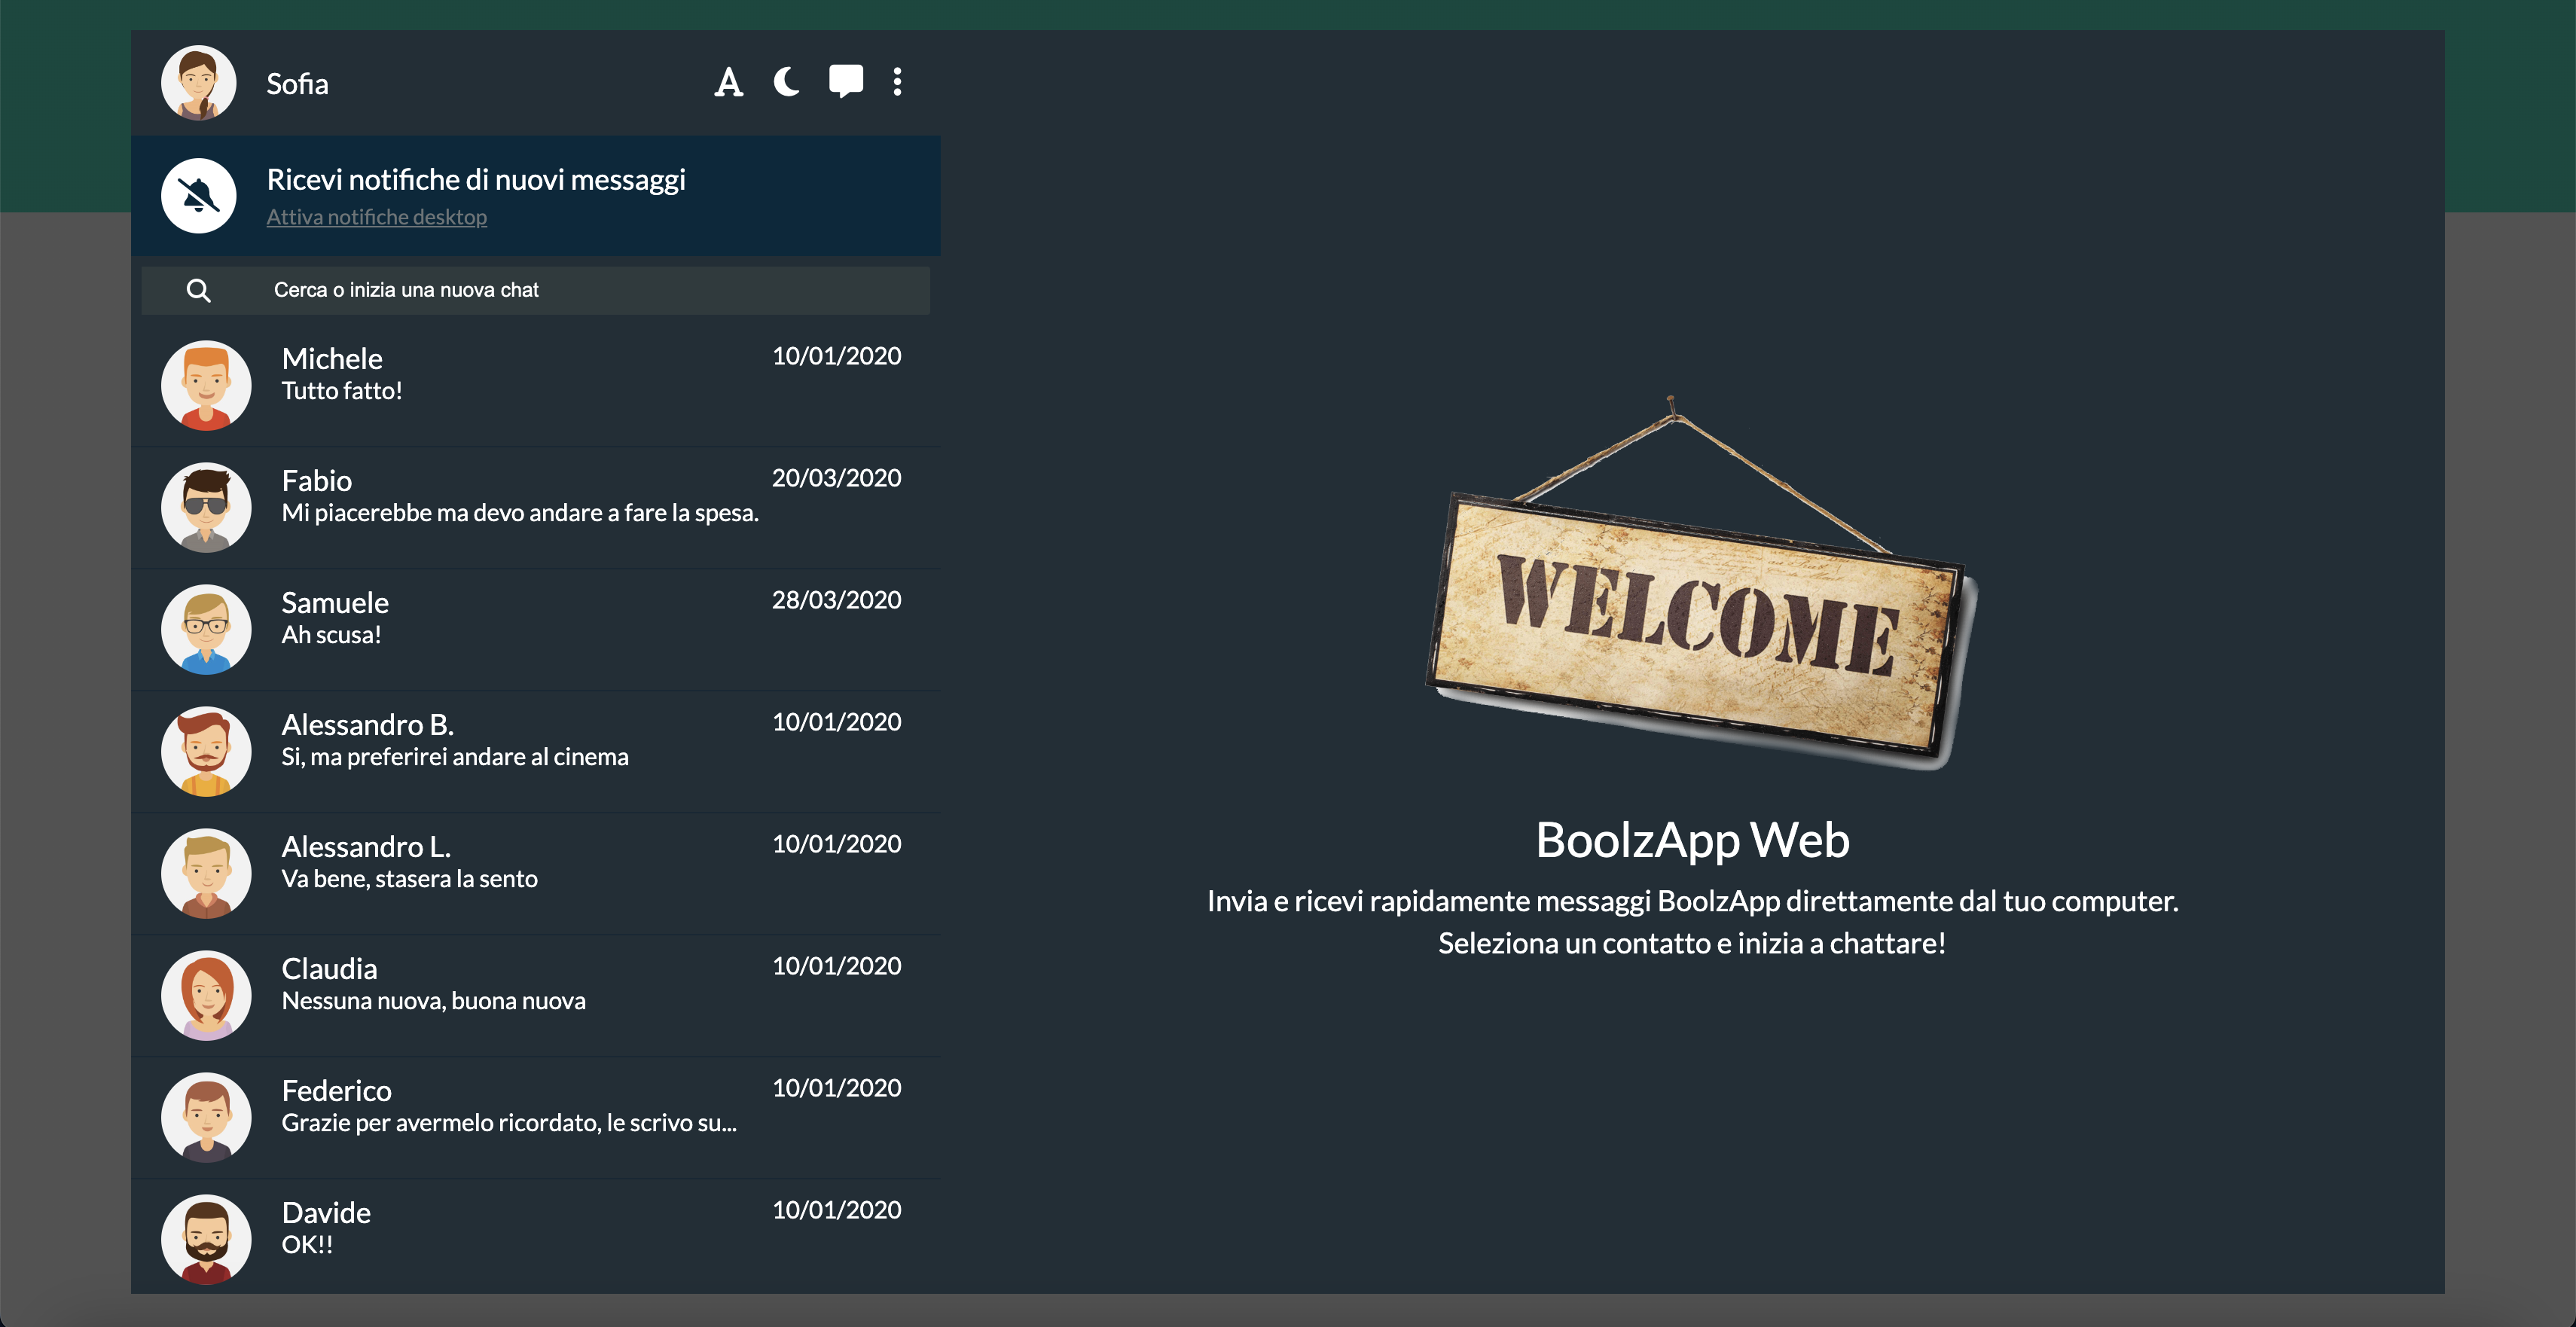 Sofia
Ricevi notifiche di nuovi messaggi
Attiva notifiche desktop
Cerca o inizia una nuova chat
Michele 10/01/2020
Tutto fatto!
Fabio 20/03/2020
Mi piacerebbe ma devo andare a fare la spesa.
Samuele 28/03/2020
Ah scusa!
Alessandro B. 10/01/2020
Si, ma preferirei andare al cinema
Alessandro L. 10/01/2020
Va bene, stasera la sento
Claudia 10/01/2020
Nessuna nuova, buona nuova
Federico 10/01/2020
Grazie per avermelo ricordato, le scrivo su...
Davide 10/01/2020
OK!!
WELCOME
BoolzApp Web
Invia e ricevi rapidamente messaggi BoolzApp direttamente dal tuo computer.
Seleziona un contatto e inizia a chattare!